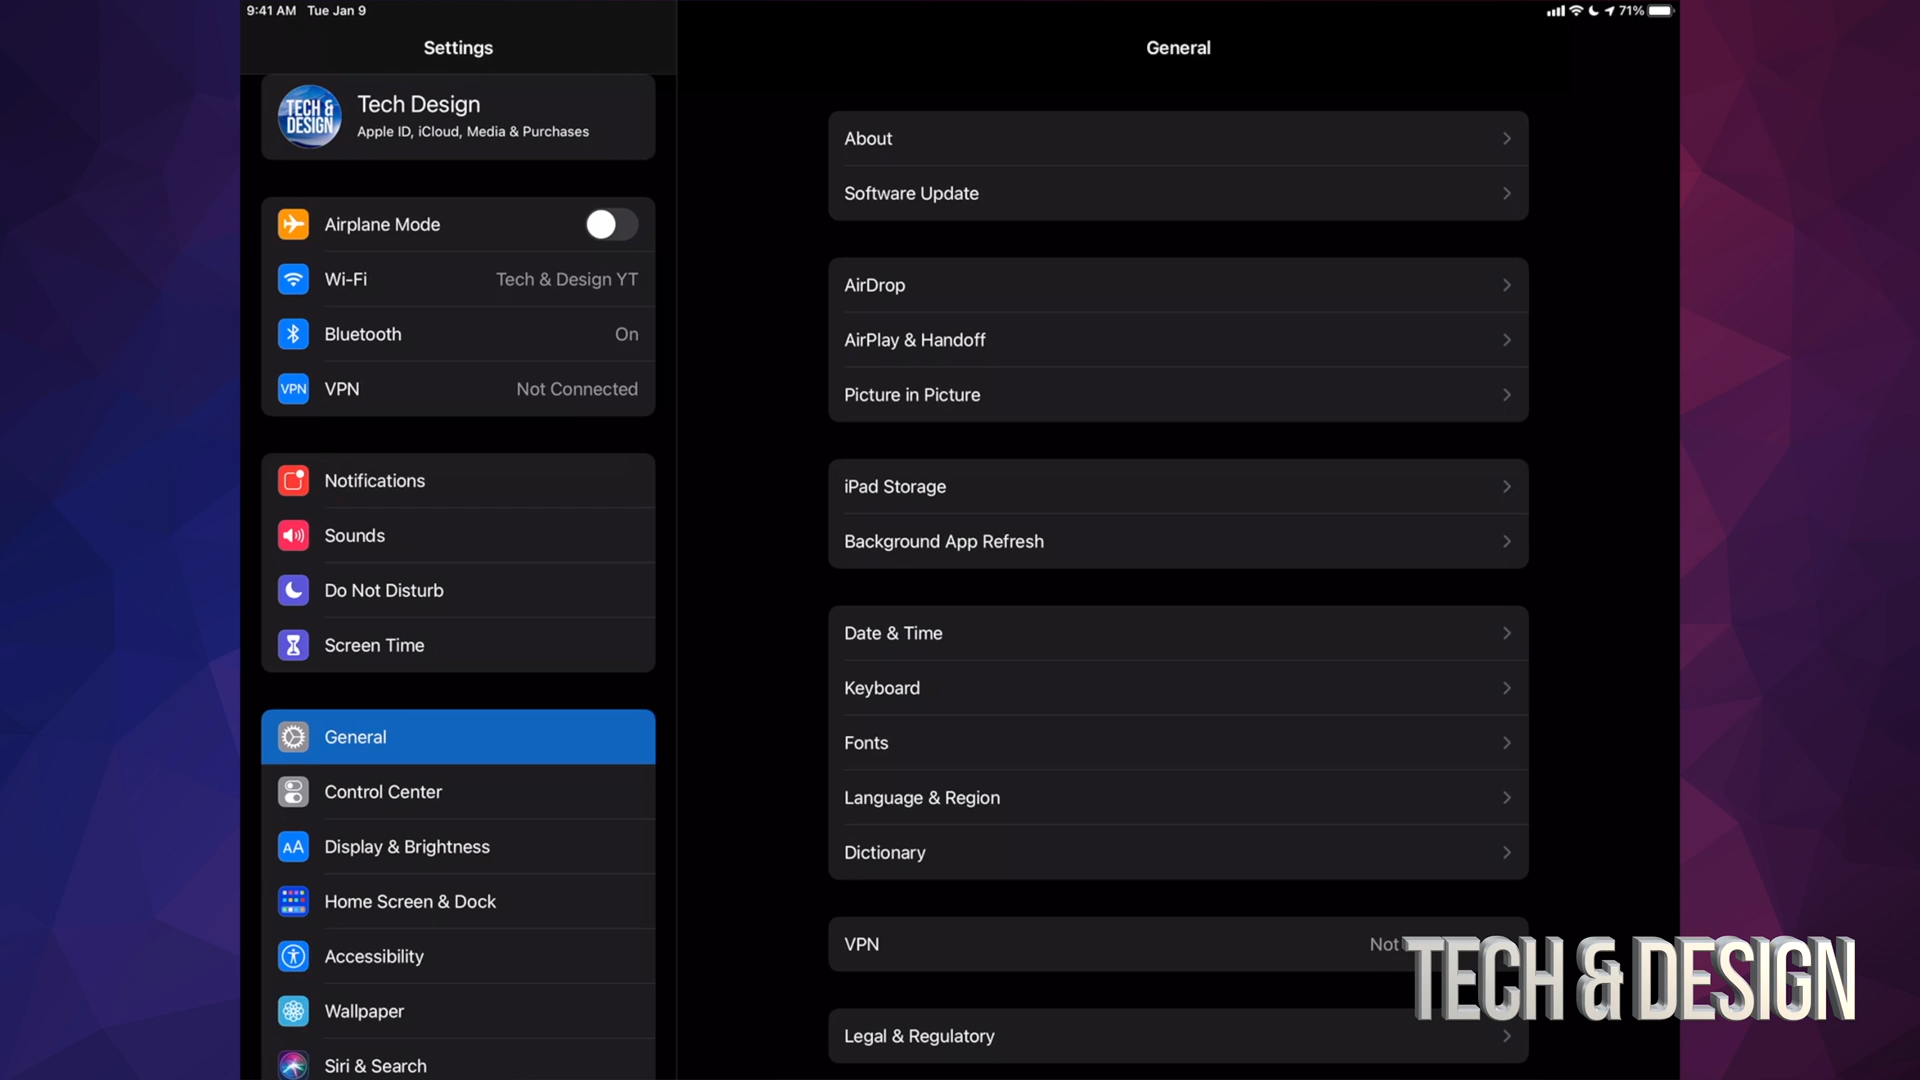 9:41 AM Tue Jan 9
71%
Settings
General
TECH &
DESIGN
Tech Design
Apple ID, iCloud, Media & Purchases
Airplane Mode
Wi-Fi Tech & Design YT
Bluetooth On
VPN VPN Not Connected
Notifications
Sounds
Do Not Disturb
Screen Time
General
Control Center
AA Display & Brightness
Home Screen & Dock
Accessibility
Wallpaper
Siri & Search
About
Software Update
AirDrop
AirPlay & Handoff
Picture in Picture
iPad Storage
Background App Refresh
Date & Time
Keyboard
Fonts
Language & Region
Dictionary
VPN Not
Legal & Regulatory
TECH & DESIGN